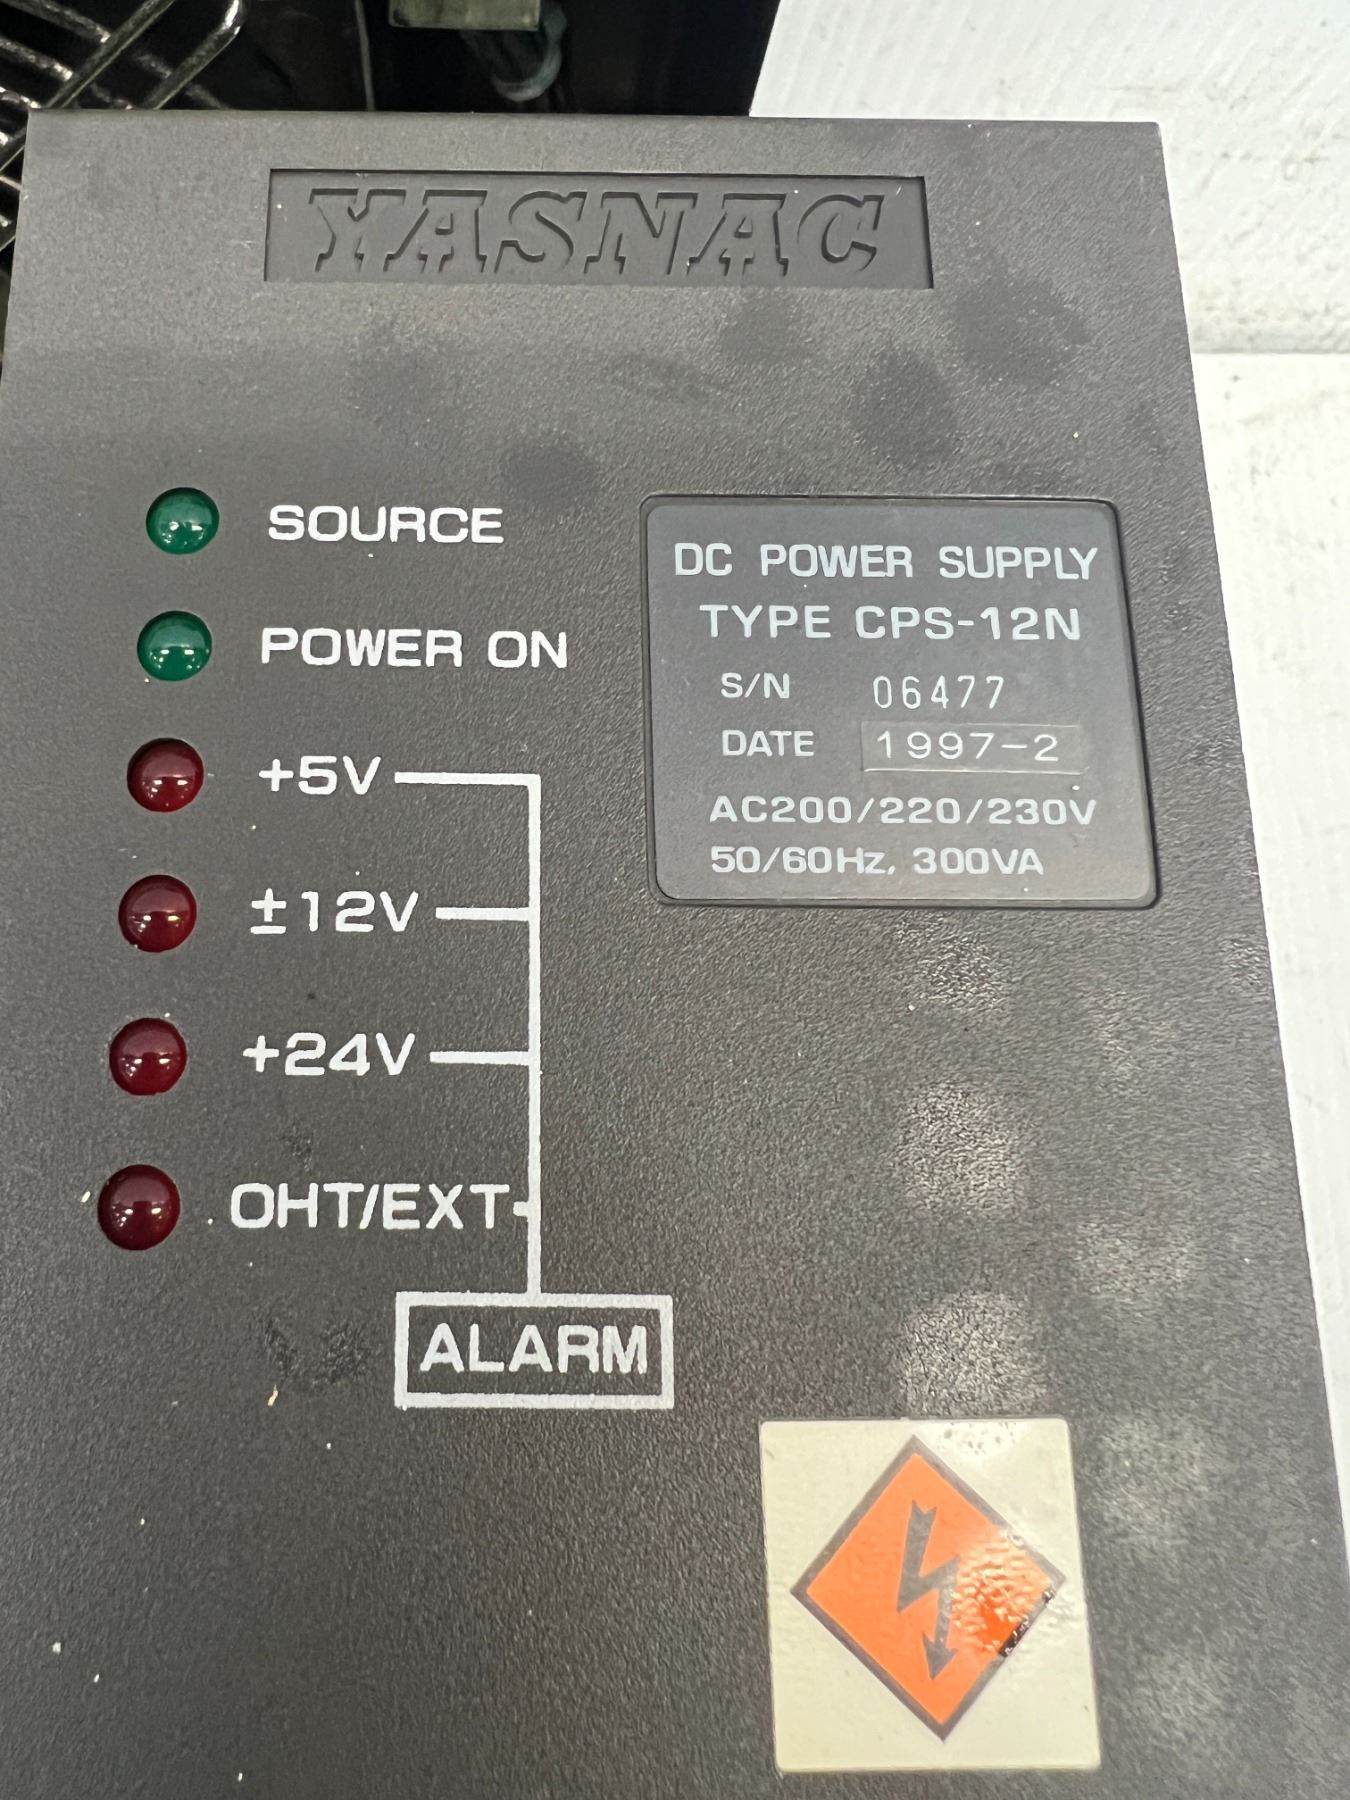 YASNAC
SOURCE
POWER ON
+5V
±12V
+24V
OHT/EXT
ALARM
DC POWER SUPPLY
TYPE CPS-12N
S/N 06477
DATE 1997-2
AC200/220/230V
50/60Hz, 300VA